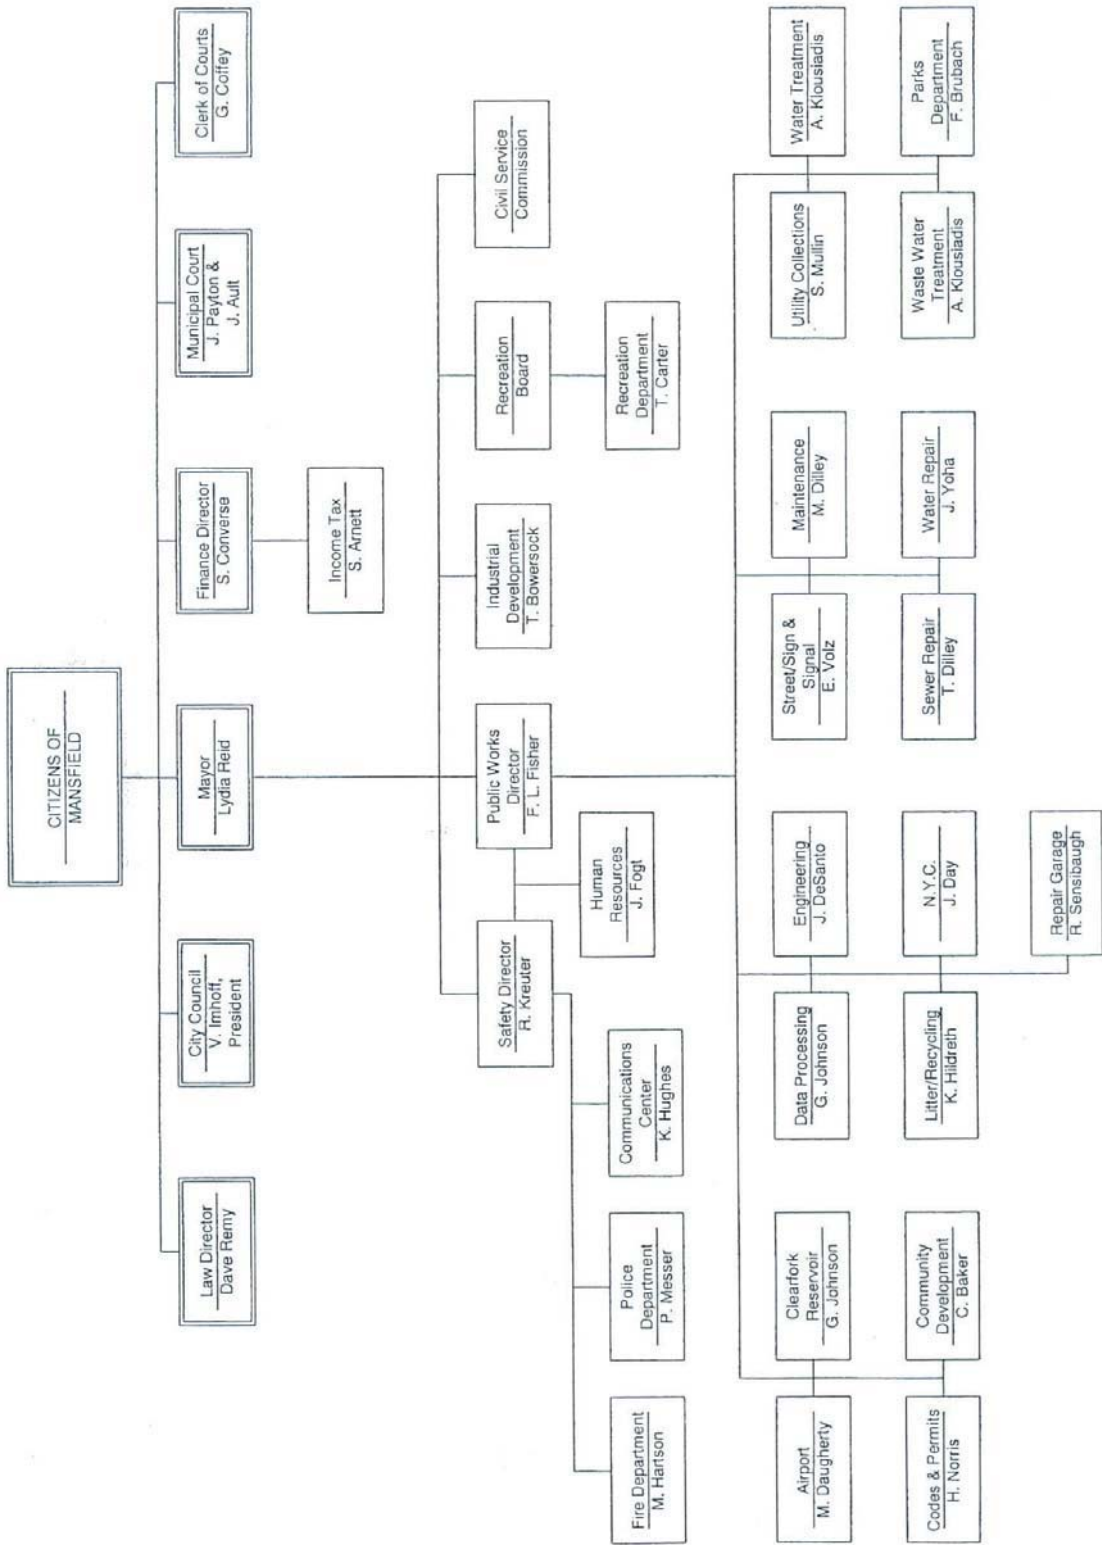 CITIZENS OF
MANSFIELD
Law Director
Dave Remy
City Council
V. Imhoff,
President
Mayor
Lydia Reid
Finance Director
S. Converse
Municipal Court
J. Payton &
J. Ault
Clerk of Courts
G. Coffey
Income Tax
S. Arnett
Safety Director
R. Kreuter
Public Works
Director
F. L. Fisher
Industrial
Development
T. Bowersock
Recreation
Board
Civil Service
Commission
Human
Resources
J. Fogt
Recreation
Department
T. Carter
Fire Department
M. Hartson
Police
Department
P. Messer
Communications
Center
K. Hughes
Airport
M. Daugherty
Clearfork
Reservoir
G. Johnson
Data Processing
G. Johnson
Engineering
J. DeSanto
Street/Sign &
Signal
E. Volz
Maintenance
M. Dilley
Utility Collections
S. Mullin
Water Treatment
A. Klousiadis
Codes & Permits
H. Norris
Community
Development
C. Baker
Litter/Recycling
K. Hildreth
N.Y.C.
J. Day
Sewer Repair
T. Dilley
Water Repair
J. Yoha
Waste Water
Treatment
A. Klousiadis
Parks
Department
F. Brubach
Repair Garage
R. Sensibaugh